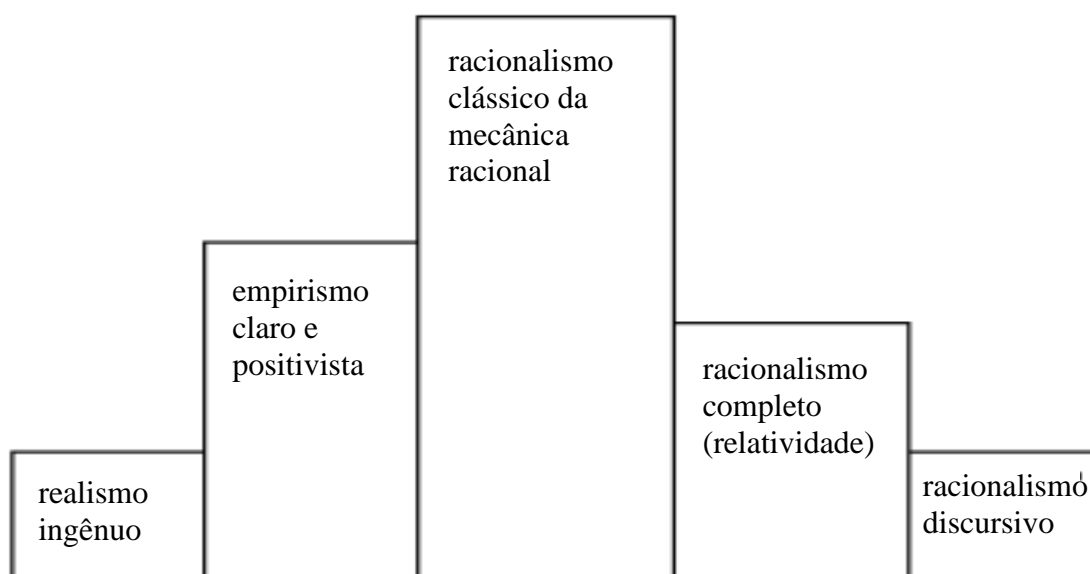 racionalismo
clássico da
mecânica
racional
empirismo
claro e
positivista
racionalismo
completo
(relatividade)
realismo
ingênuo
racionalismo
discursivo